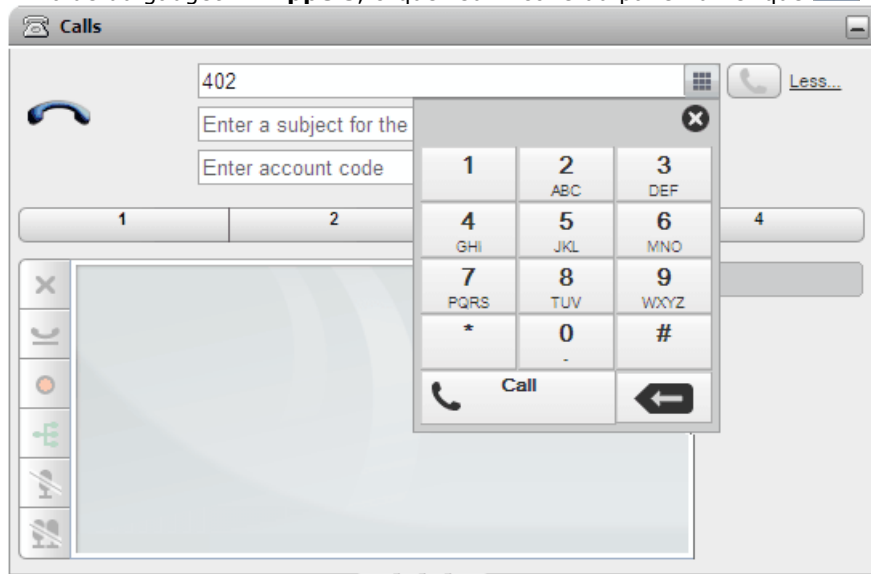 Calls
402
Less...
Enter a subject for the
Enter account code
1 2 4
1
2 ABC
3 DEF
4 GHI
5 JKL
6 MNO
7 PQRS
8 TUV
9 WXYZ
*
0 -
#
Call